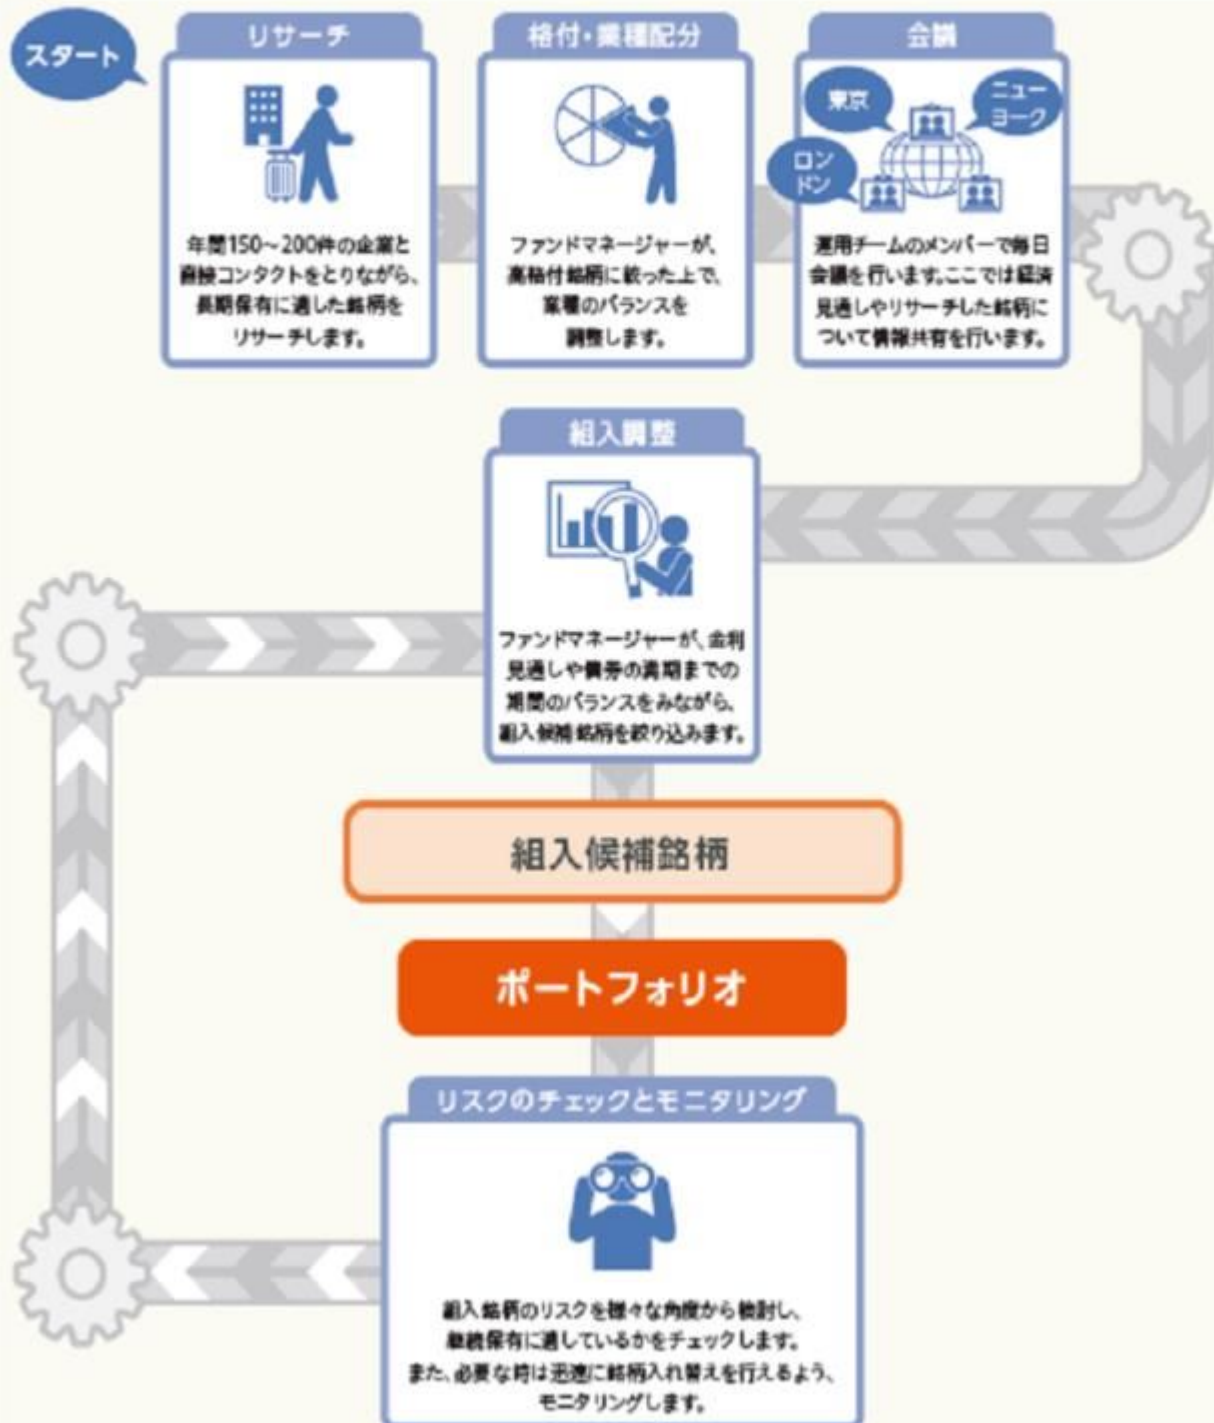 スタート
リサーチ
年間150～200件の企業と
直接コンタクトをとりながら、
長期保有に適した銘柄を
リサーチします。
格付・業種配分
ファンドマネージャーが、
高格付銘柄に絞った上で、
業種のバランスを
調整します。
会議
東京
ニュー
ヨーク
ロン
ドン
運用チームのメンバーで毎日
会議を行います。ここでは経済
見通しやリサーチした銘柄に
ついて情報共有を行います。
組入調整
ファンドマネージャーが、金利
見通しや債券の満期までの
期間のバランスをみながら、
組入候補銘柄を絞り込みます。
組入候補銘柄
ポートフォリオ
リスクのチェックとモニタリング
組入銘柄のリスクを様々な角度から検討し、
継続保有に適しているかをチェックします。
また、必要な時は迅速に銘柄入れ替えを行えるよう、
モニタリングします。